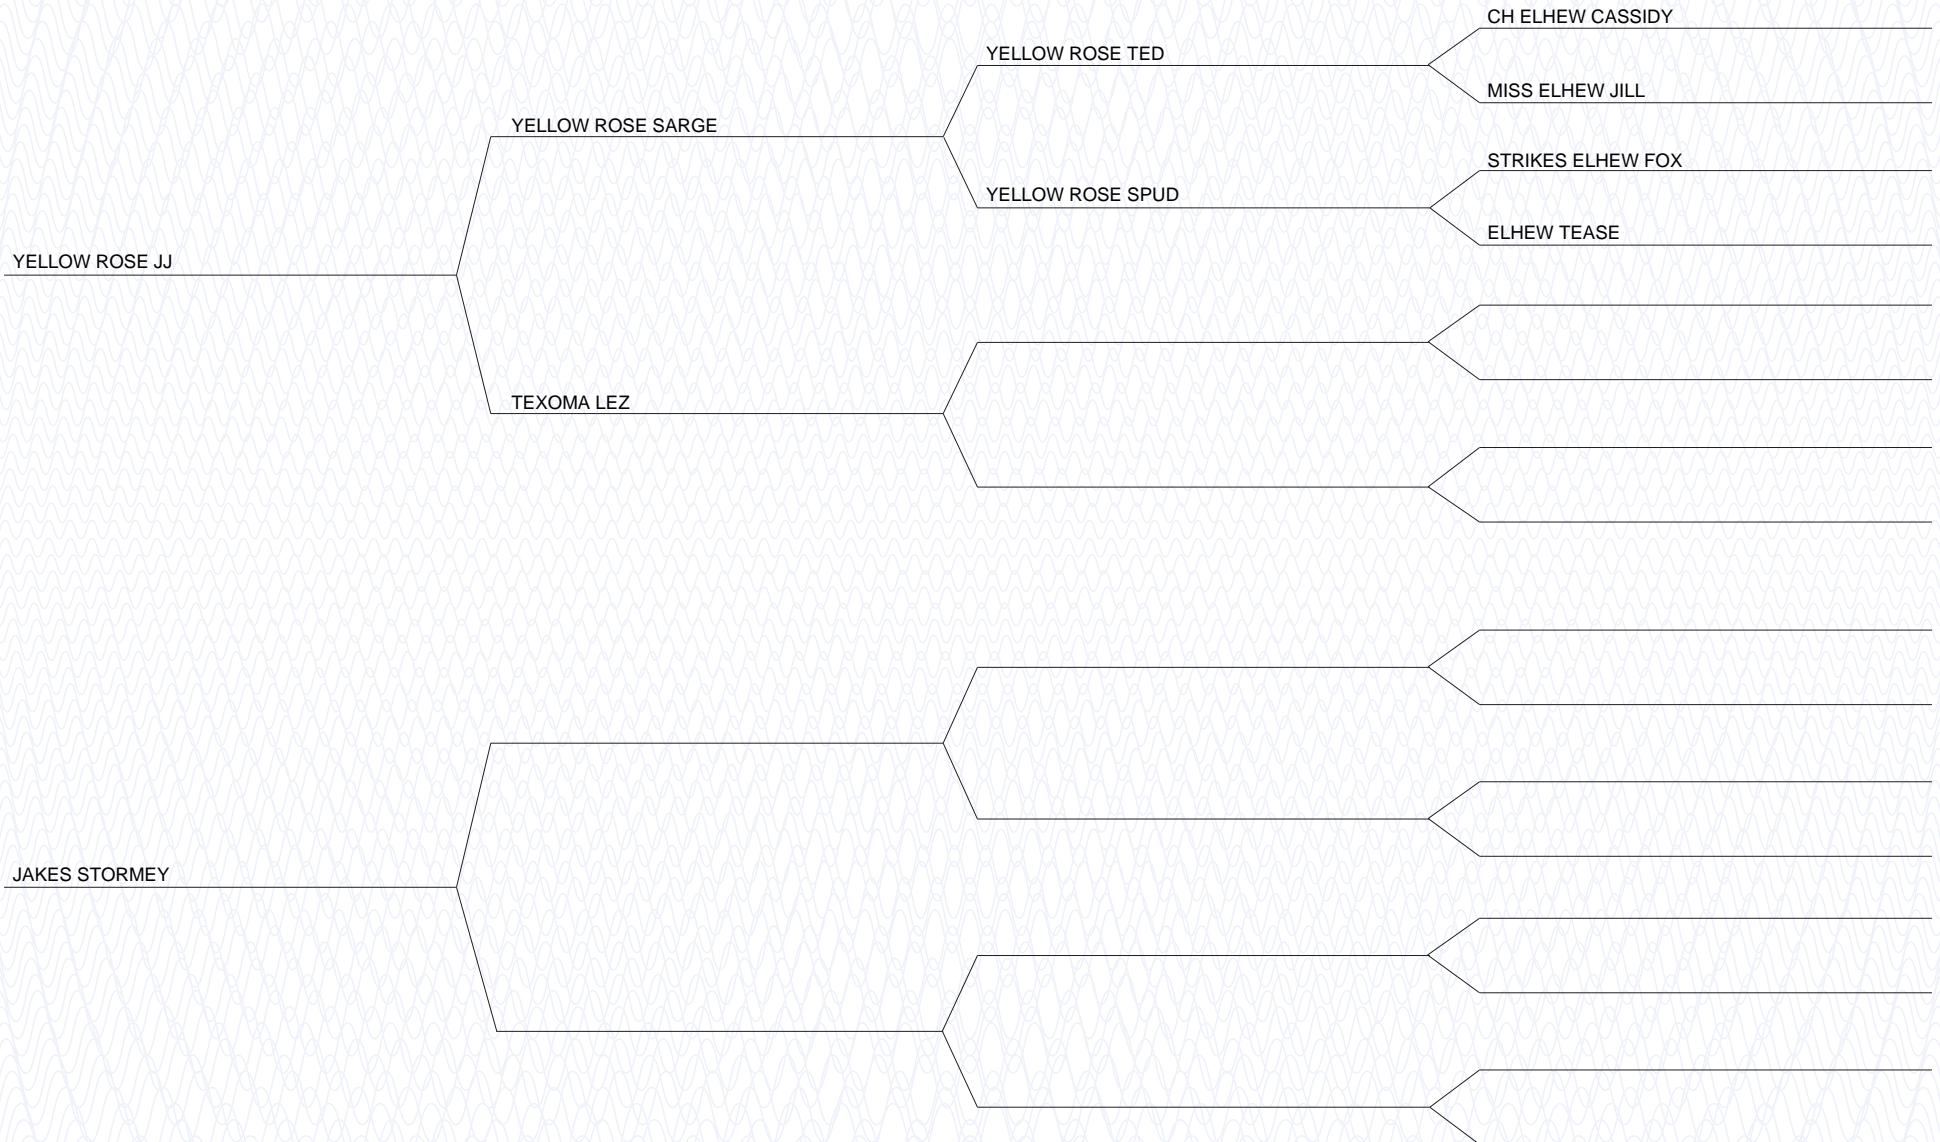 CH ELHEW CASSIDY
YELLOW ROSE TED
MISS ELHEW JILL
YELLOW ROSE SARGE
STRIKES ELHEW FOX
YELLOW ROSE SPUD
ELHEW TEASE
YELLOW ROSE JJ
TEXOMA LEZ
JAKES STORMEY